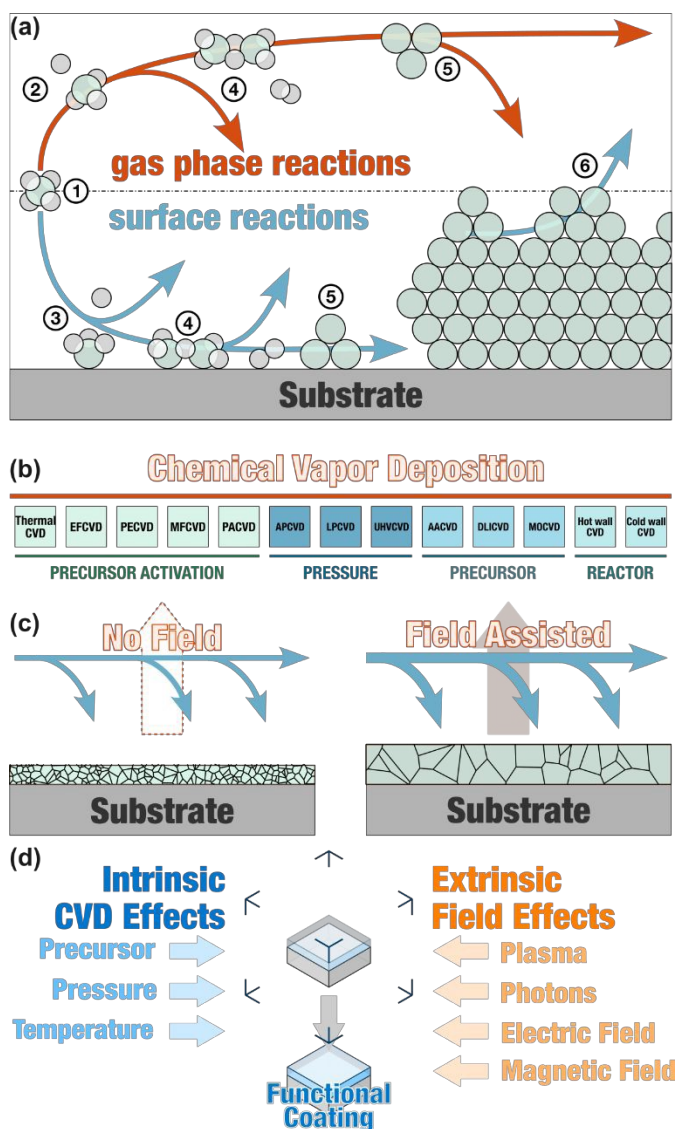 (a)
②
④
⑤
gas phase reactions
①
⑥
surface reactions
③
④
⑤
Substrate
(b)
Chemical Vapor Deposition
Thermal CVD EFCVD PECVD MFCVD PACVD APCVD LPCVD UHVCVD AACVD DLICVD MOCVD Hot wall CVD Cold wall CVD
PRECURSOR ACTIVATION PRESSURE PRECURSOR REACTOR
(c)
No Field
Field Assisted
Substrate
Substrate
(d)
Intrinsic
CVD Effects
Precursor
Pressure
Temperature
Extrinsic
Field Effects
Plasma
Photons
Electric Field
Magnetic Field
Functional
Coating